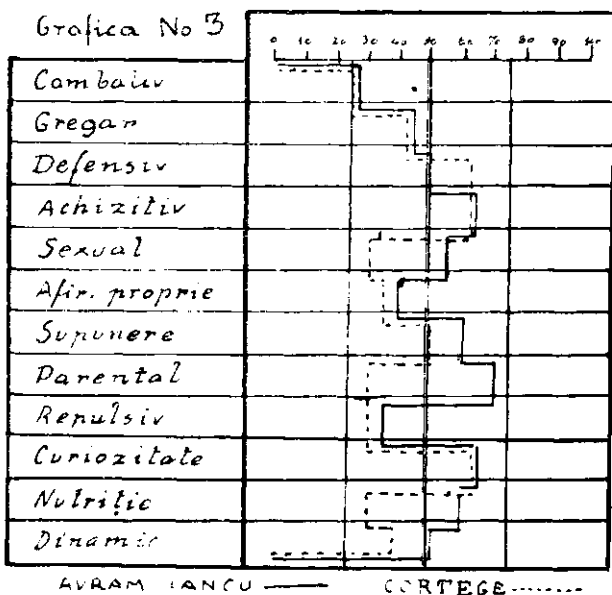 Grafica No 3
0 10 20 30 40 50 60 70 80 90 100
Combativ
Gregar
Defensiv
Achizitiv
Sexual
Afir. proprie
Supunere
Parental
Repulsiv
Curiozitate
Nutritic
Dinamic
AVRAM IANCU CORTEGE